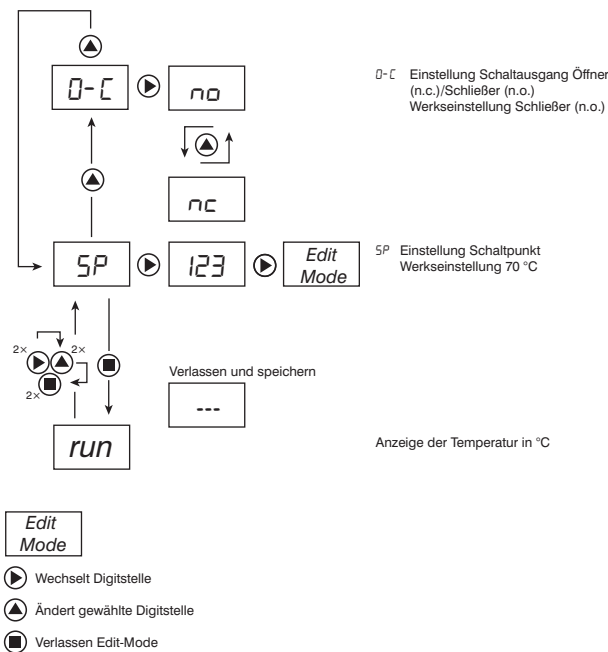 O-C
no
O-C Einstellung Schaltausgang Öffner
(n.c.)/Schließer (n.o.)
Werkseinstellung Schließer (n.o.)
nc
SP
123
Edit
Mode
SP Einstellung Schaltpunkt
Werkseinstellung 70 °C
2×
2×
2×
Verlassen und speichern
---
run
Anzeige der Temperatur in °C
Edit
Mode
Wechselt Digitstelle
Ändert gewählte Digitstelle
Verlassen Edit-Mode